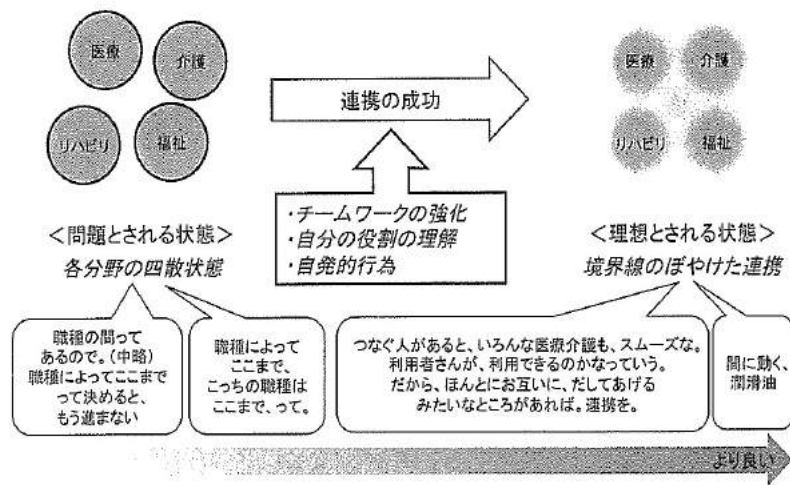 医療
介護
リハビリ
福祉
連携の成功
医療
介護
リハビリ
福祉
・チームワークの強化
・自分の役割の理解
・自発的行為
＜問題とされる状態＞
各分野の四散状態
＜理想とされる状態＞
境界線のぼやけた連携
職種の間って
あるので。（中略）
職種によってここまで
って決めると、
もう進まない
職種によって
ここまで、
こっちの職種は
ここまで、って。
つなぐ人があると、いろんな医療介護も、スムーズな。
利用者さんが、利用できるのかなっていう。
だから、ほんとにお互いに、だしてあげる
みたいなところがあれば。連携を。
間に動く、
潤滑油
より良い